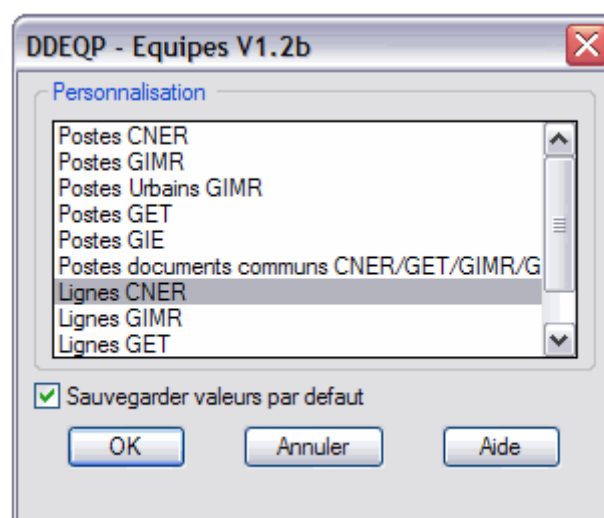 DDEQP - Equipes V1.2b
Personnalisation
Postes CNER
Postes GIMR
Postes Urbains GIMR
Postes GET
Postes GIE
Postes documents communs CNER/GET/GIMR/G
Lignes CNER
Lignes GIMR
Lignes GET
Sauvegarder valeurs par defaut
OK
Annuler
Aide